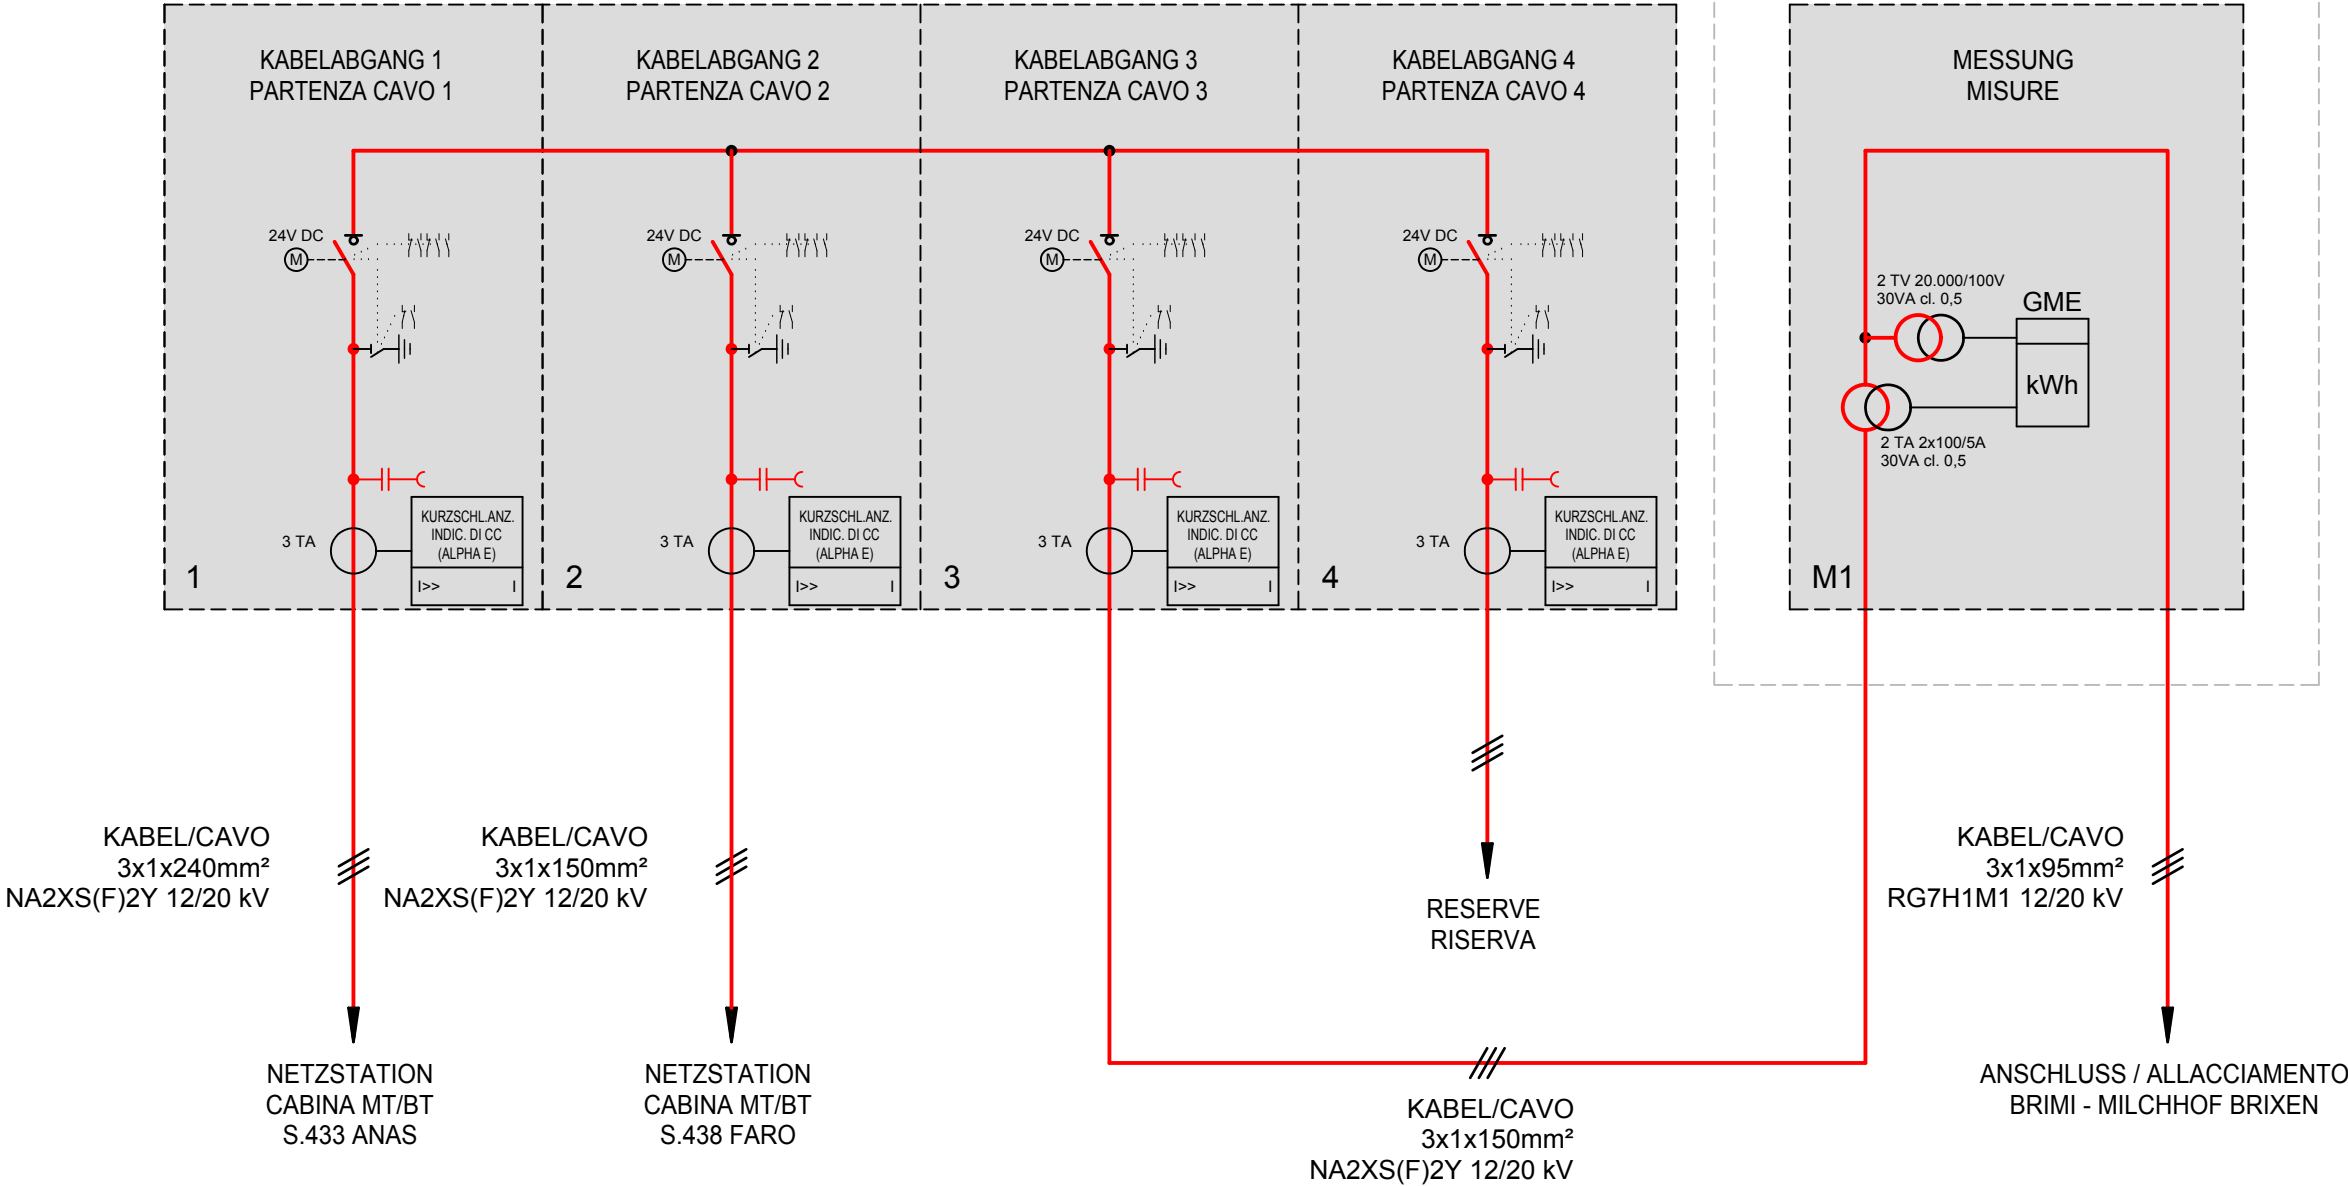 KABELABGANG 1
PARTENZA CAVO 1
KABELABGANG 2
PARTENZA CAVO 2
KABELABGANG 3
PARTENZA CAVO 3
KABELABGANG 4
PARTENZA CAVO 4
MESSUNG
MISURE
24V DC
M
24V DC
M
24V DC
M
24V DC
M
2 TV 20.000/100V
30VA cl. 0,5
GME
kWh
2 TA 2x100/5A
30VA cl. 0,5
3 TA
KURZSCHL.ANZ.
INDIC. DI CC
(ALPHA E)
I>> I
1
3 TA
KURZSCHL.ANZ.
INDIC. DI CC
(ALPHA E)
I>> I
2
3 TA
KURZSCHL.ANZ.
INDIC. DI CC
(ALPHA E)
I>> I
3
3 TA
KURZSCHL.ANZ.
INDIC. DI CC
(ALPHA E)
I>> I
4
M1
KABEL/CAVO
3x1x240mm²
NA2XS(F)2Y 12/20 kV
KABEL/CAVO
3x1x150mm²
NA2XS(F)2Y 12/20 kV
RESERVE
RISERVA
KABEL/CAVO
3x1x95mm²
RG7H1M1 12/20 kV
NETZSTATION
CABINA MT/BT
S.433 ANAS
NETZSTATION
CABINA MT/BT
S.438 FARO
KABEL/CAVO
3x1x150mm²
NA2XS(F)2Y 12/20 kV
ANSCHLUSS / ALLACCIAMENTO
BRIMI - MILCHHOF BRIXEN